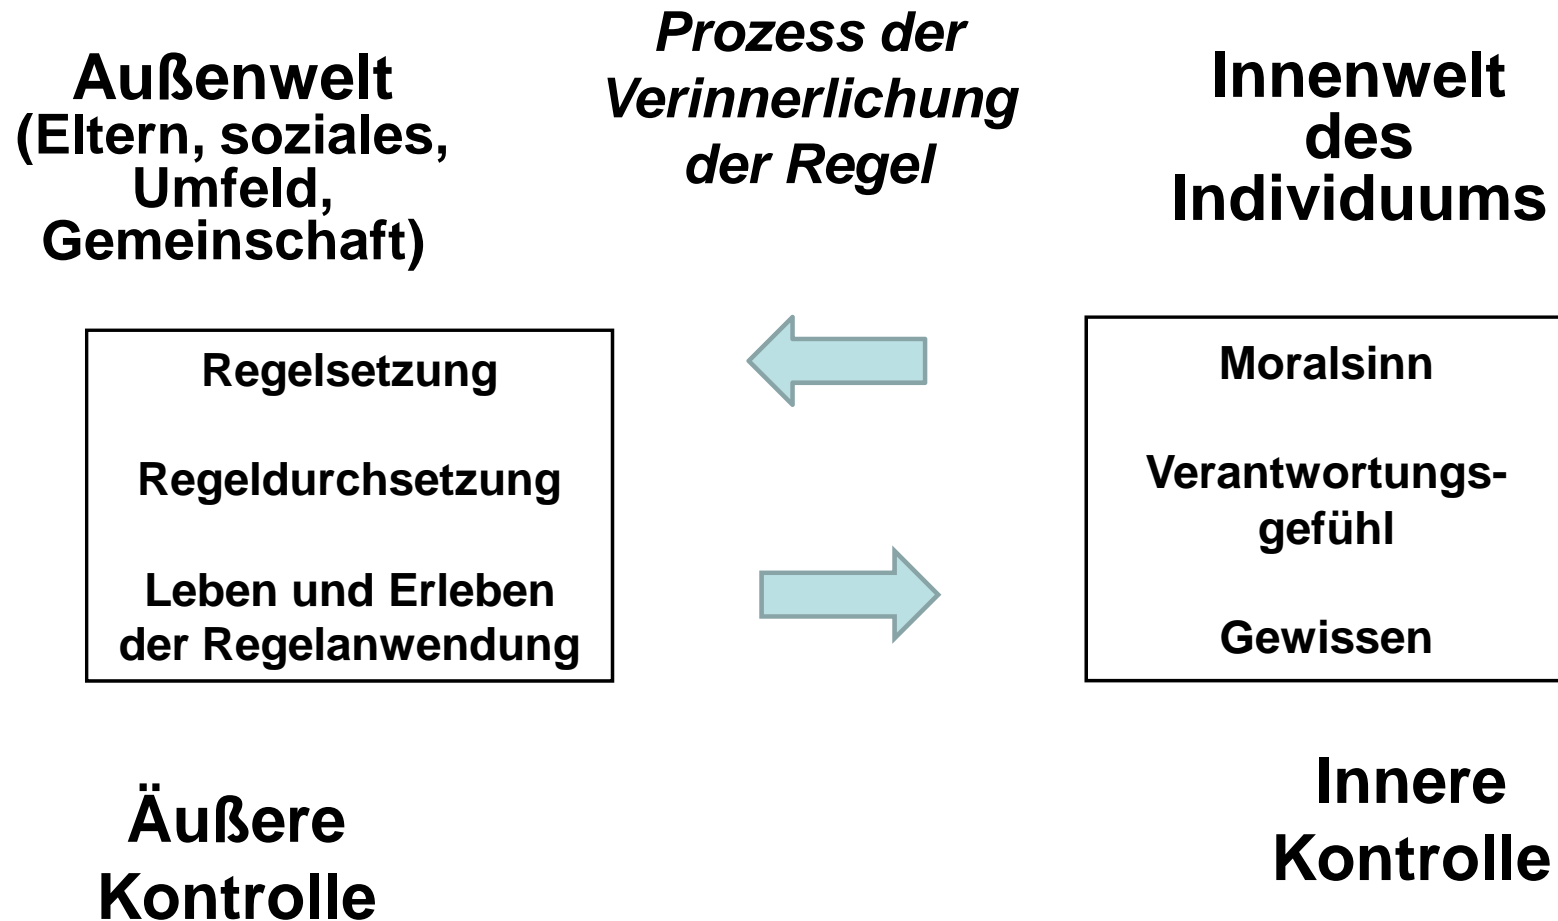 Außenwelt
(Eltern, soziales,
Umfeld,
Gemeinschaft)
Prozess der
Verinnerlichung
der Regel
Innenwelt
des
Individuums
Regelsetzung
Regeldurchsetzung
Leben und Erleben
der Regelanwendung
Moralsinn
Verantwortungs-
gefühl
Gewissen
Äußere
Kontrolle
Innere
Kontrolle